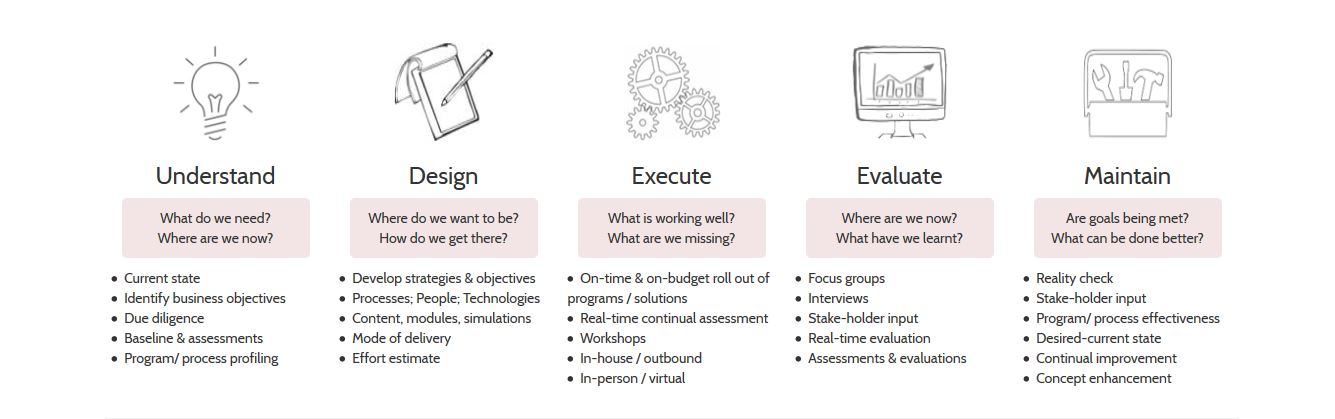 Understand
What do we need?
Where are we now?
• Current state
• Identify business objectives
• Due diligence
• Baseline & assessments
• Program/ process profiling
Design
Where do we want to be?
How do we get there?
• Develop strategies & objectives
• Processes; People; Technologies
• Content, modules, simulations
• Mode of delivery
• Effort estimate
Execute
What is working well?
What are we missing?
• On-time & on-budget roll out of
programs / solutions
• Real-time continual assessment
• Workshops
• In-house / outbound
• In-person / virtual
Evaluate
Where are we now?
What have we learnt?
• Focus groups
• Interviews
• Stake-holder input
• Real-time evaluation
• Assessments & evaluations
Maintain
Are goals being met?
What can be done better?
• Reality check
• Stake-holder input
• Program/ process effectiveness
• Desired-current state
• Continual improvement
• Concept enhancement